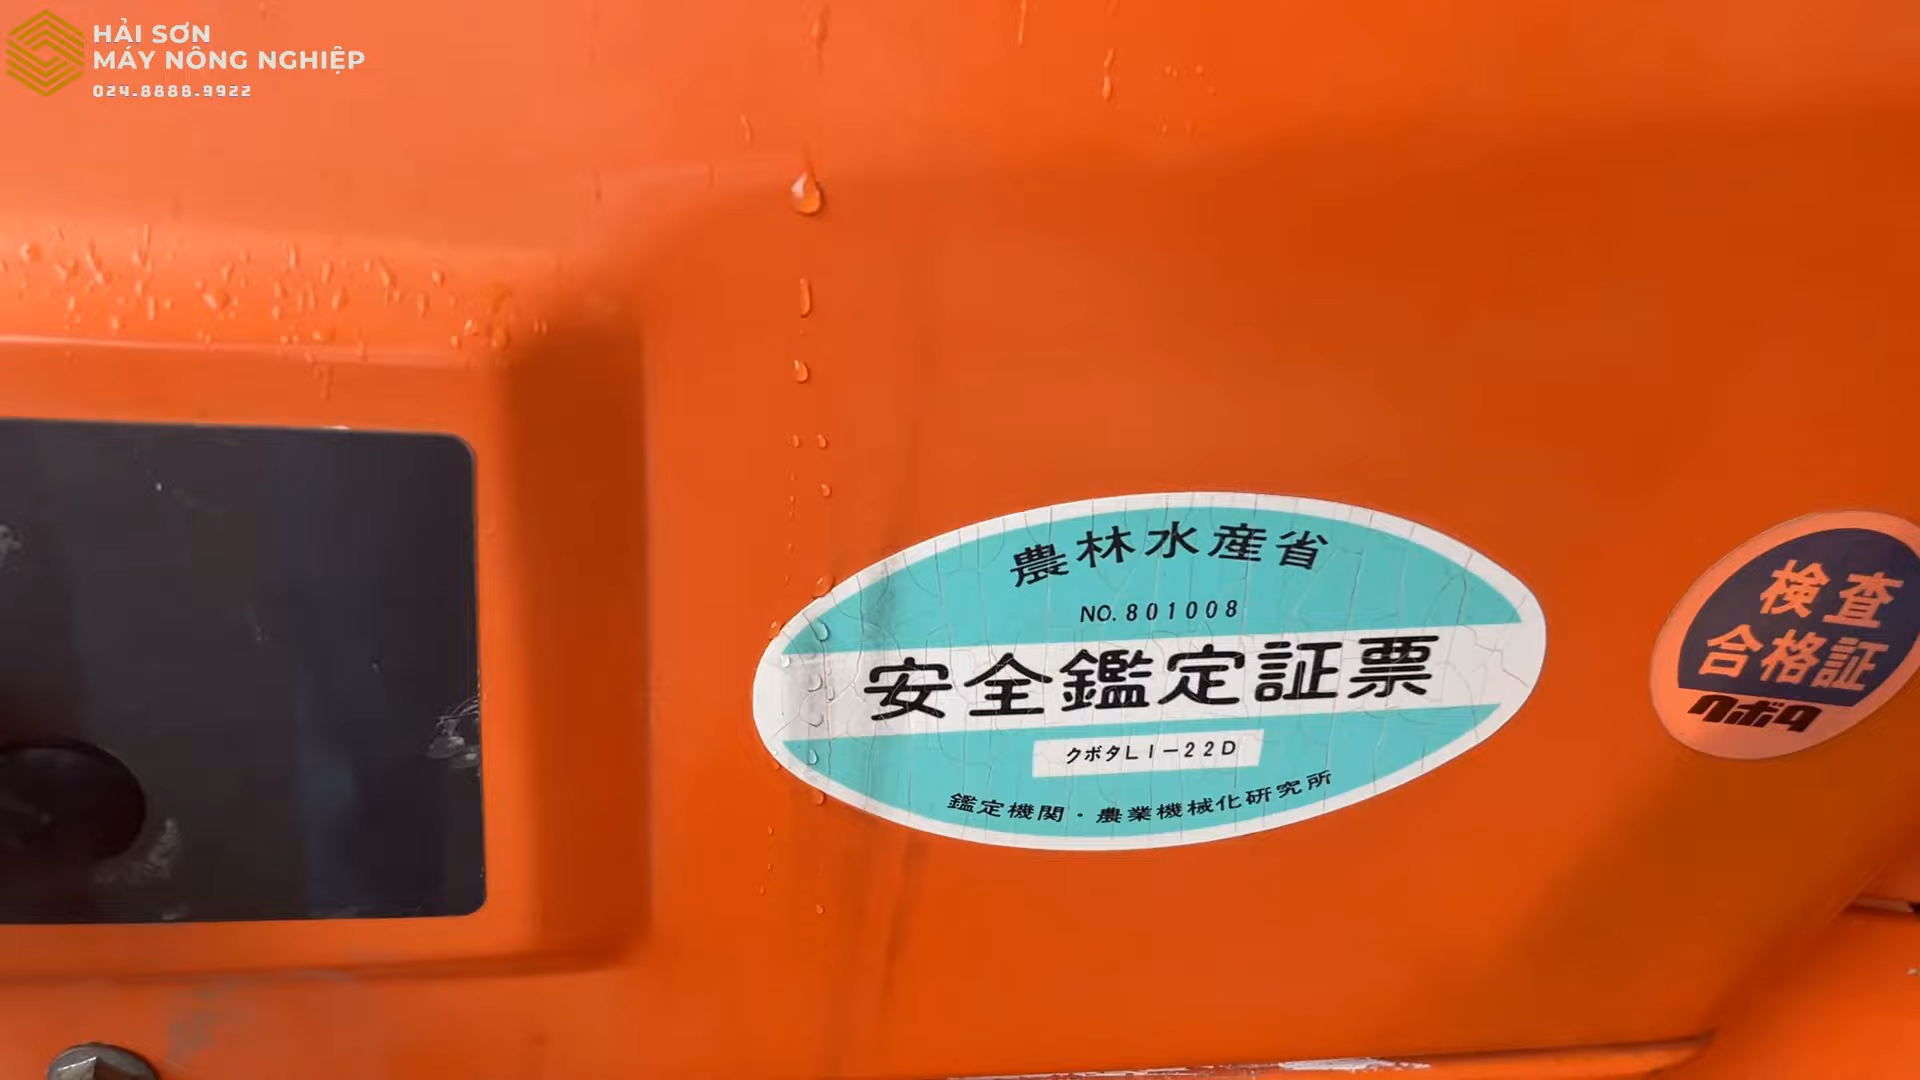 HẢI SƠN
MÁY NÔNG NGHIỆP
024.8888.9922
農林水産省
NO.801008
安全鑑定証票
クボタL1-22D
鑑定機関・農業機械化研究所
検査
合格証
クボタ